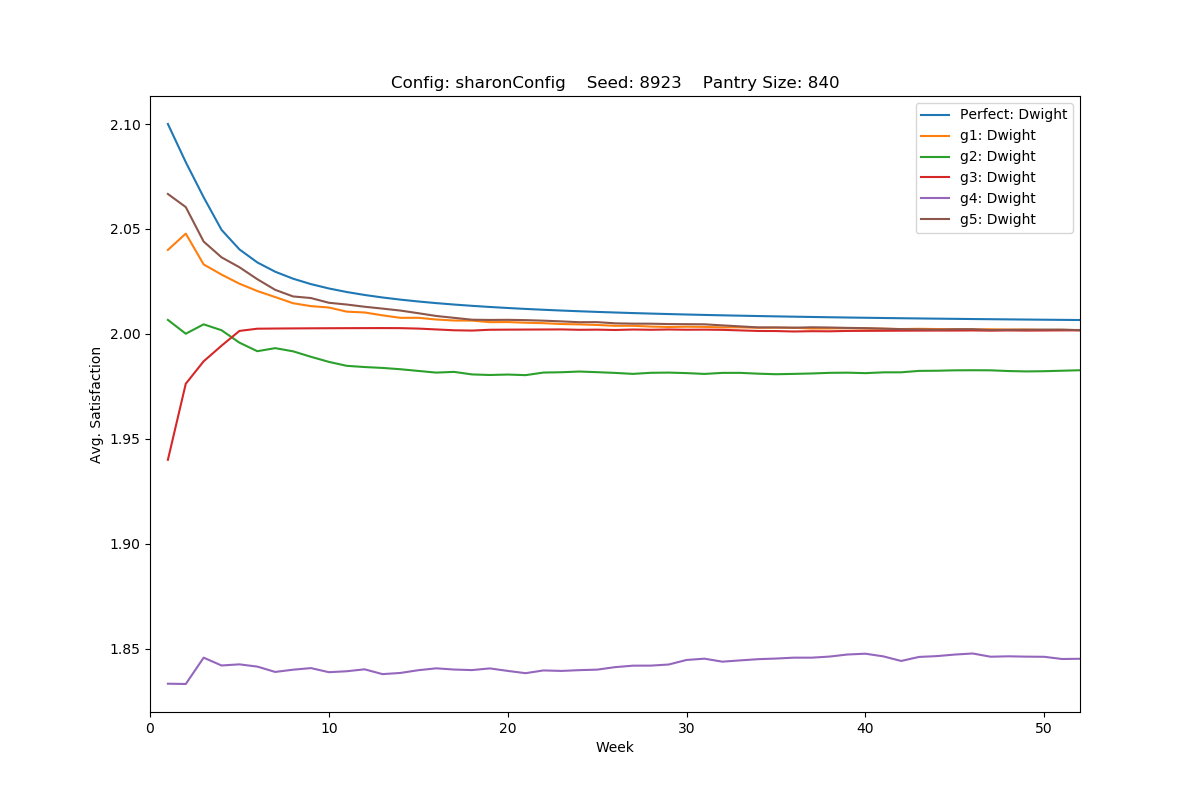 Config: sharonConfig    Seed: 8923    Pantry Size: 840
Perfect: Dwight
g1: Dwight
g2: Dwight
g3: Dwight
g4: Dwight
g5: Dwight
2.10
2.05
2.00
1.95
1.90
1.85
Avg. Satisfaction
0 10 20 30 40 50
Week